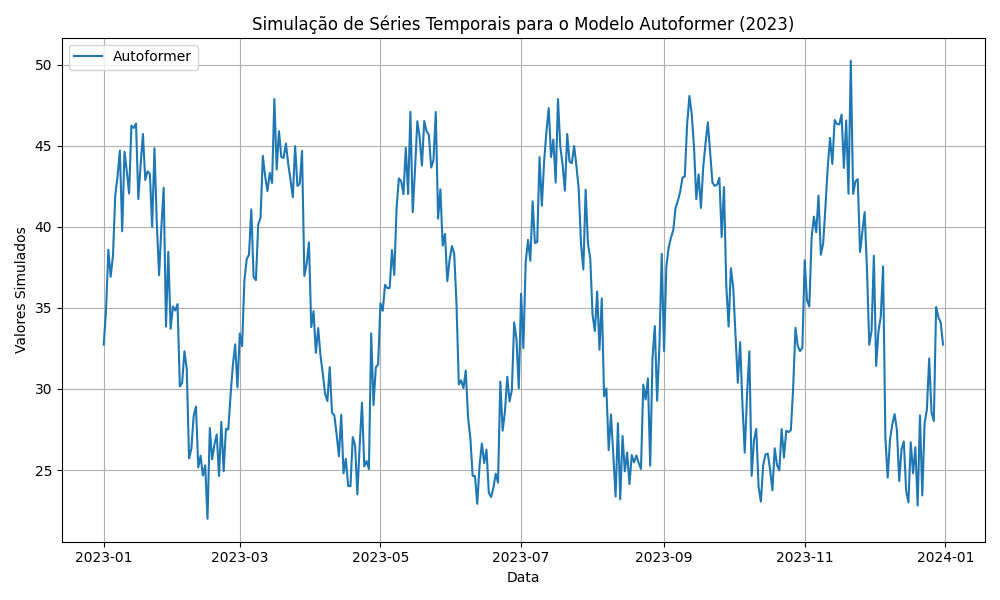 Simulação de Séries Temporais para o Modelo Autoformer (2023)
Autoformer
Valores Simulados
50
45
40
35
30
25
2023-01 2023-03 2023-05 2023-07 2023-09 2023-11 2024-01
Data